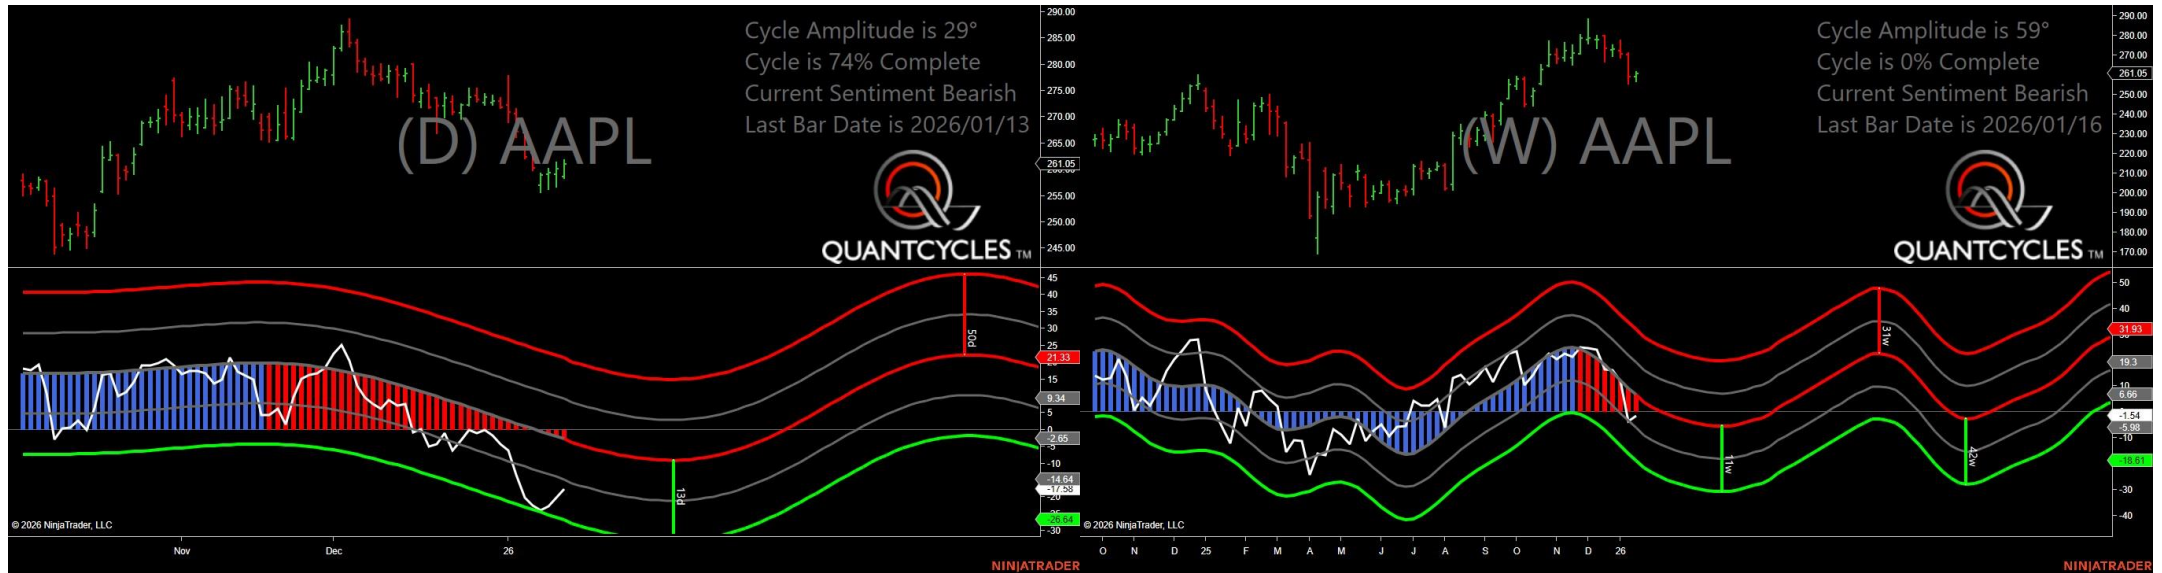 Cycle Amplitude is 29°
Cycle is 74% Complete
Current Sentiment Bearish
Last Bar Date is 2026/01/13
(D) AAPL
QUANTCYCLES TM
290.00
285.00
280.00
275.00
270.00
265.00
261.05
255.00
250.00
245.00
45
40
35
30
25
21.33
15
9.34
5
0
-2.65
-10
-14.64
-17.58
-26.64
-30
50d
13d
© 2026 NinjaTrader, LLC
Nov
Dec
26
NINJATRADER
Cycle Amplitude is 59°
Cycle is 0% Complete
Current Sentiment Bearish
Last Bar Date is 2026/01/16
(W) AAPL
QUANTCYCLES TM
290.00
280.00
270.00
261.05
250.00
240.00
230.00
220.00
210.00
200.00
190.00
180.00
170.00
50
40
31.93
19.3
10
6.66
-1.54
-5.98
-10
-18.61
-30
-40
31w
11w
42w
© 2026 NinjaTrader, LLC
O N D 25 F M A M J J A S O N D 26
NINJATRADER